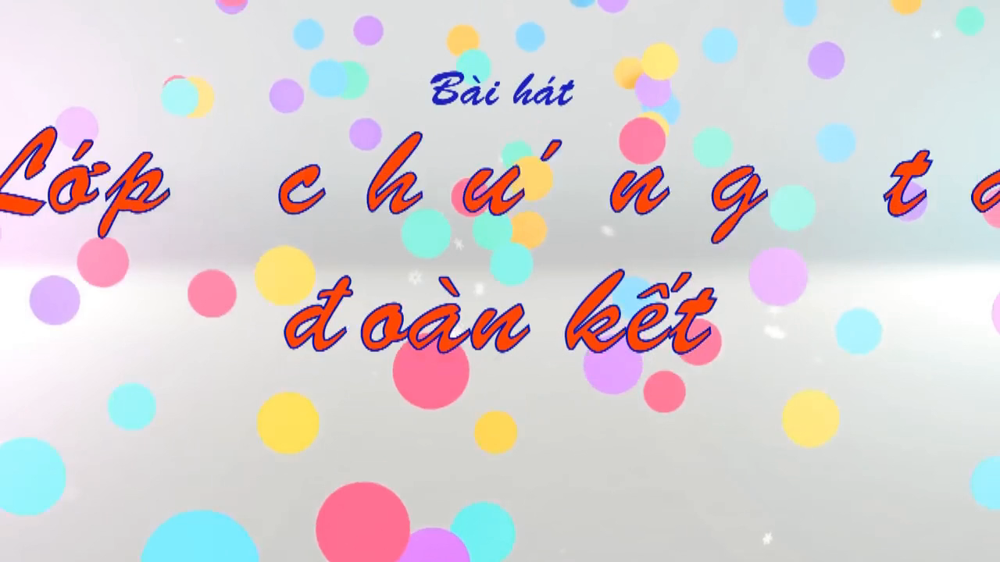 Bài hát
Lớp chúng ta
đoàn kết